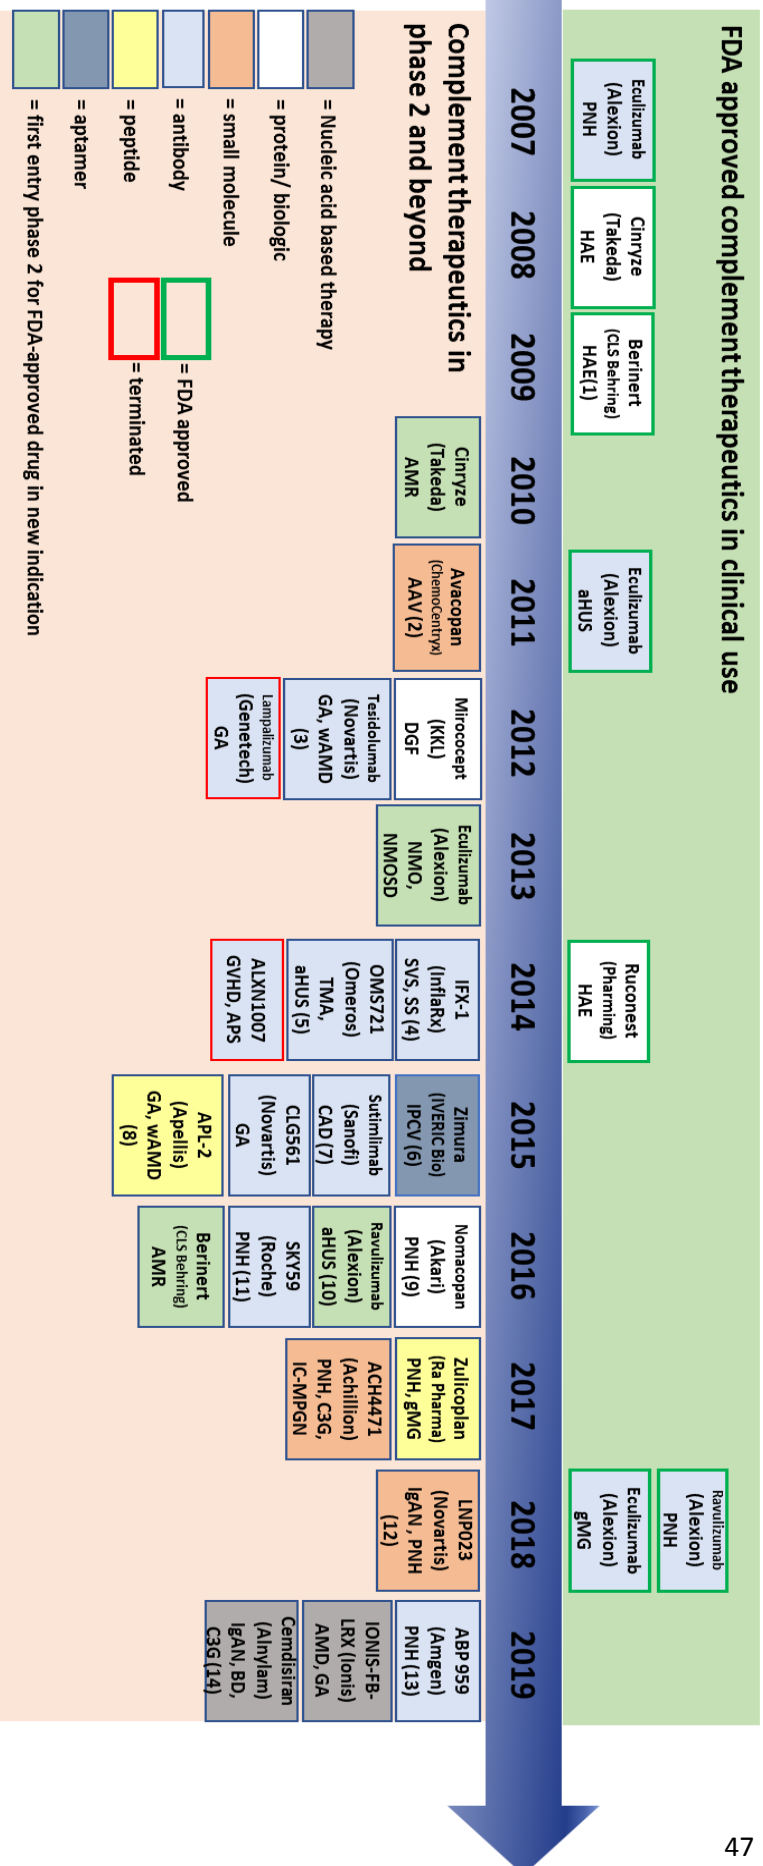 FDA approved complement therapeutics in clinical use
Eculizumab
(Alexion)
PNH
Cinryze
(Takeda)
HAE
Berinert
(CLS Behring)
HAE(1)
Eculizumab
(Alexion)
aHUS
Ruconest
(Pharming)
HAE
Ravulizumab
(Alexion)
PNH
Eculizumab
(Alexion)
gMG
2007
2008
2009
2010
2011
2012
2013
2014
2015
2016
2017
2018
2019
Complement therapeutics in
phase 2 and beyond
Cinryze
(Takeda)
AMR
Avacopan
(ChemoCentryx)
AAV (2)
Mirococept
(KKL)
DGF
Tesidolumab
(Novartis)
GA, wAMD
(3)
Lampalizumab
(Genetech)
GA
Eculizumab
(Alexion)
NMO,
NMOSD
IFX-1
(InflaRx)
SVS, SS (4)
OMS721
(Omeros)
TMA,
aHUS (5)
ALXN1007
GVHD, APS
Zimura
(IVERIC Bio)
IPCV (6)
Sutimlimab
(Sanofi)
CAD (7)
CLG561
(Novartis)
GA
APL-2
(Apellis)
GA, wAMD
(8)
Nomacopan
(Akari)
PNH (9)
Ravulizumab
(Alexion)
aHUS (10)
SKY59
(Roche)
PNH (11)
Berinert
(CLS Behring)
AMR
Zulicoplan
(Ra Pharma)
PNH, gMG
ACH4471
(Achillion)
PNH, C3G,
IC-MPGN
LNP023
(Novartis)
IgAN , PNH
(12)
ABP 959
(Amgen)
PNH (13)
IONIS-FB-
LRX (Ionis)
AMD, GA
Cemdisiran
(Alnylam)
IgAN, BD,
C3G (14)
= Nucleic acid based therapy
= protein/ biologic
= small molecule
= antibody
= peptide
= aptamer
= first entry phase 2 for FDA-approved drug in new indication
= FDA approved
= terminated
47